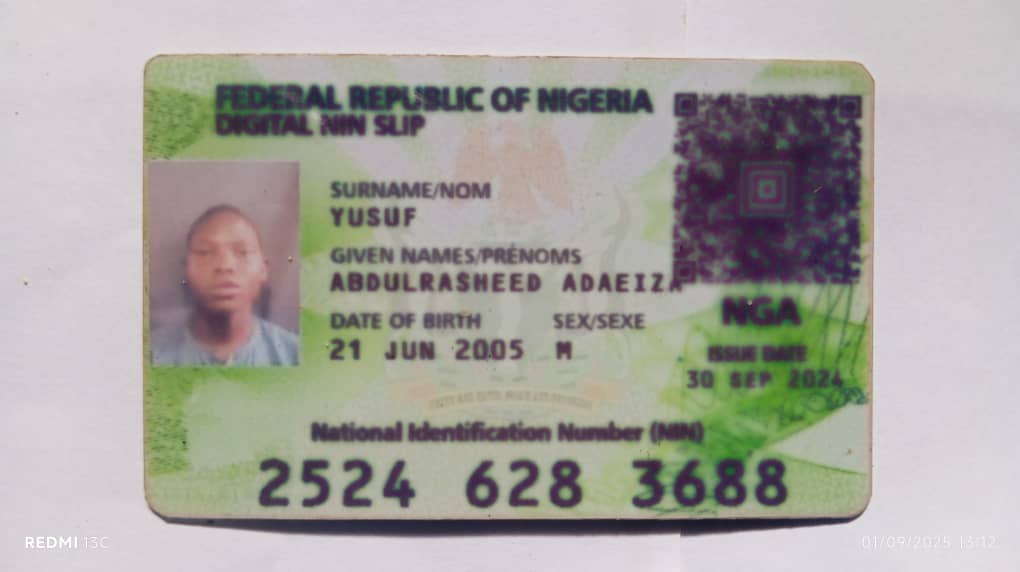 FEDERAL REPUBLIC OF NIGERIA
DIGITAL NIN SLIP
SURNAME/NOM
YUSUF
GIVEN NAMES/PRÉNOMS
ABDULRASHEED ADAEIZA
DATE OF BIRTH SEX/SEXE
21 JUN 2005 M
NGA
ISSUE DATE
30 SEP 2024
National Identification Number (NIN)
2524 628 3688
REDMI 13C
01/09/2025 13:12